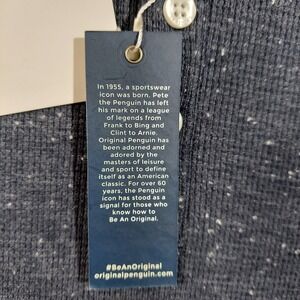 In 1955, a sportswear
icon was born. Pete
the Penguin has left
his mark on a league
of legends from
Frank to Bing and
Clint to Arnie.
Original Penguin has
been adorned and
adored by the
masters of leisure
and sport to define
itself as an American
classic. For over 60
years, the Penguin
icon has stood as a
signal for those who
know how to
Be An Original.
#BeAnOriginal
originalpenguin.com